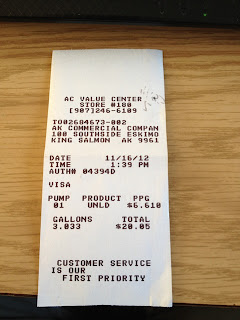 AC VALUE CENTER
STORE #180
[907]246-6109
TO02684673-002
AK COMMERCIAL COMPAN
100 SOUTHSIDE ESKIMO
KING SALMON AK 9961
DATE 11/16/12
TIME 1:39 PM
AUTH# 04394D
VISA
PUMP PRODUCT PPG
01 UNLD $6.610
GALLONS TOTAL
3.033 $20.05
CUSTOMER SERVICE
IS OUR
FIRST PRIORITY